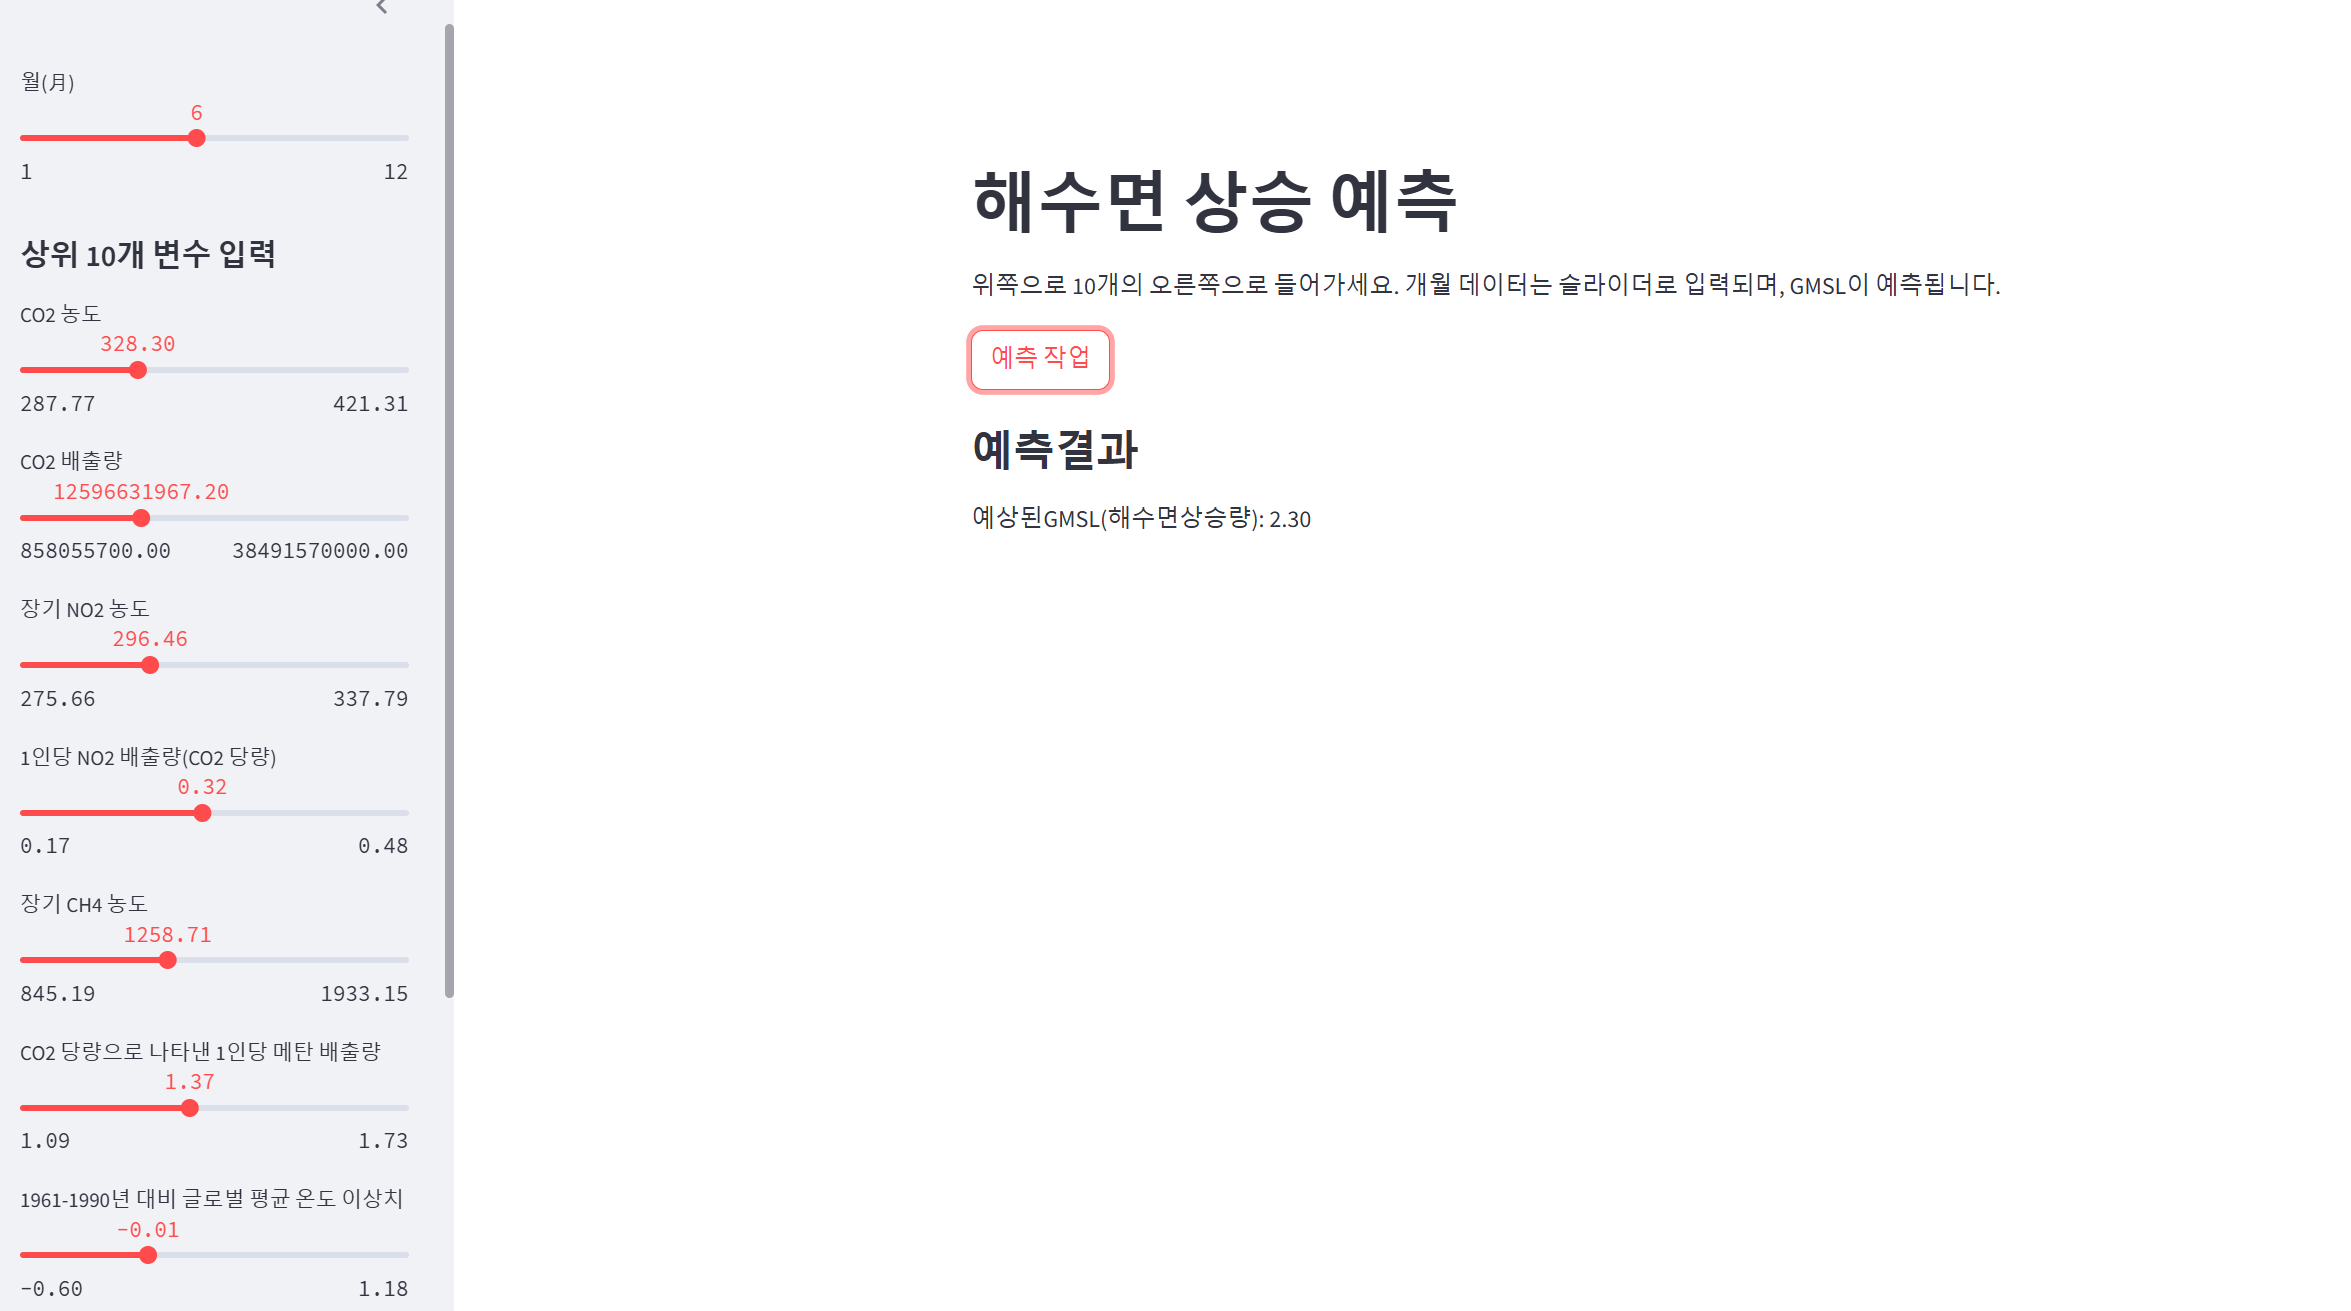 월(月)
6
1
12
상위 10개 변수 입력
CO2 농도
328.30
287.77
421.31
CO2 배출량
12596631967.20
858055700.00
38491570000.00
장기 NO2 농도
296.46
275.66
337.79
1인당 NO2 배출량(CO2 당량)
0.32
0.17
0.48
장기 CH4 농도
1258.71
845.19
1933.15
CO2 당량으로 나타낸 1인당 메탄 배출량
1.37
1.09
1.73
1961-1990년 대비 글로벌 평균 온도 이상치
-0.01
-0.60
1.18
해수면 상승 예측
위쪽으로 10개의 오른쪽으로 들어가세요. 개월 데이터는 슬라이더로 입력되며, GMSL이 예측됩니다.
예측 작업
예측결과
예상된GMSL(해수면상승량): 2.30